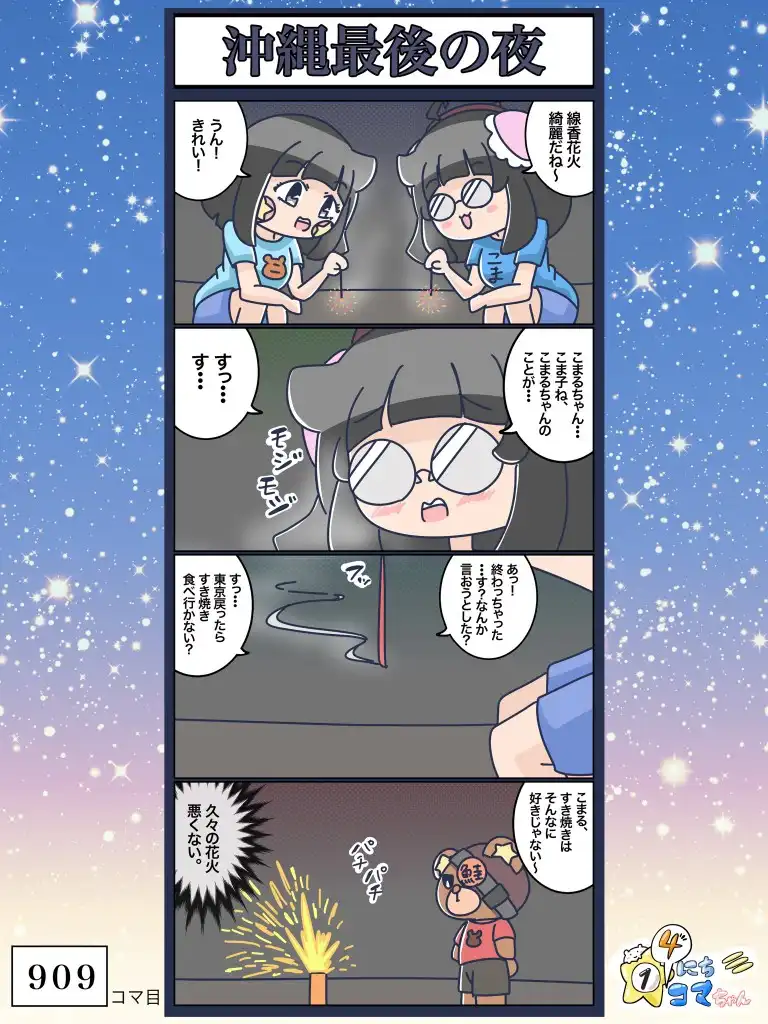 沖縄最後の夜
線香花火
綺麗だね〜
うん！
きれい！
こま
こまるちゃん…
こま子ね、
こまるちゃんの
ことが…
すっ…
す…
モジ
モジ
あっ！
終わっちゃった
…す？なんか
言おうとした？
フッ
すっ…
東京戻ったら
すき焼き
食べ行かない？
こまる、
すき焼きは
そんなに
好きじゃない〜
パチ
パチ
鮭
久々の花火
悪くない。
909
コマ目
1
4
にち
コマちゃん